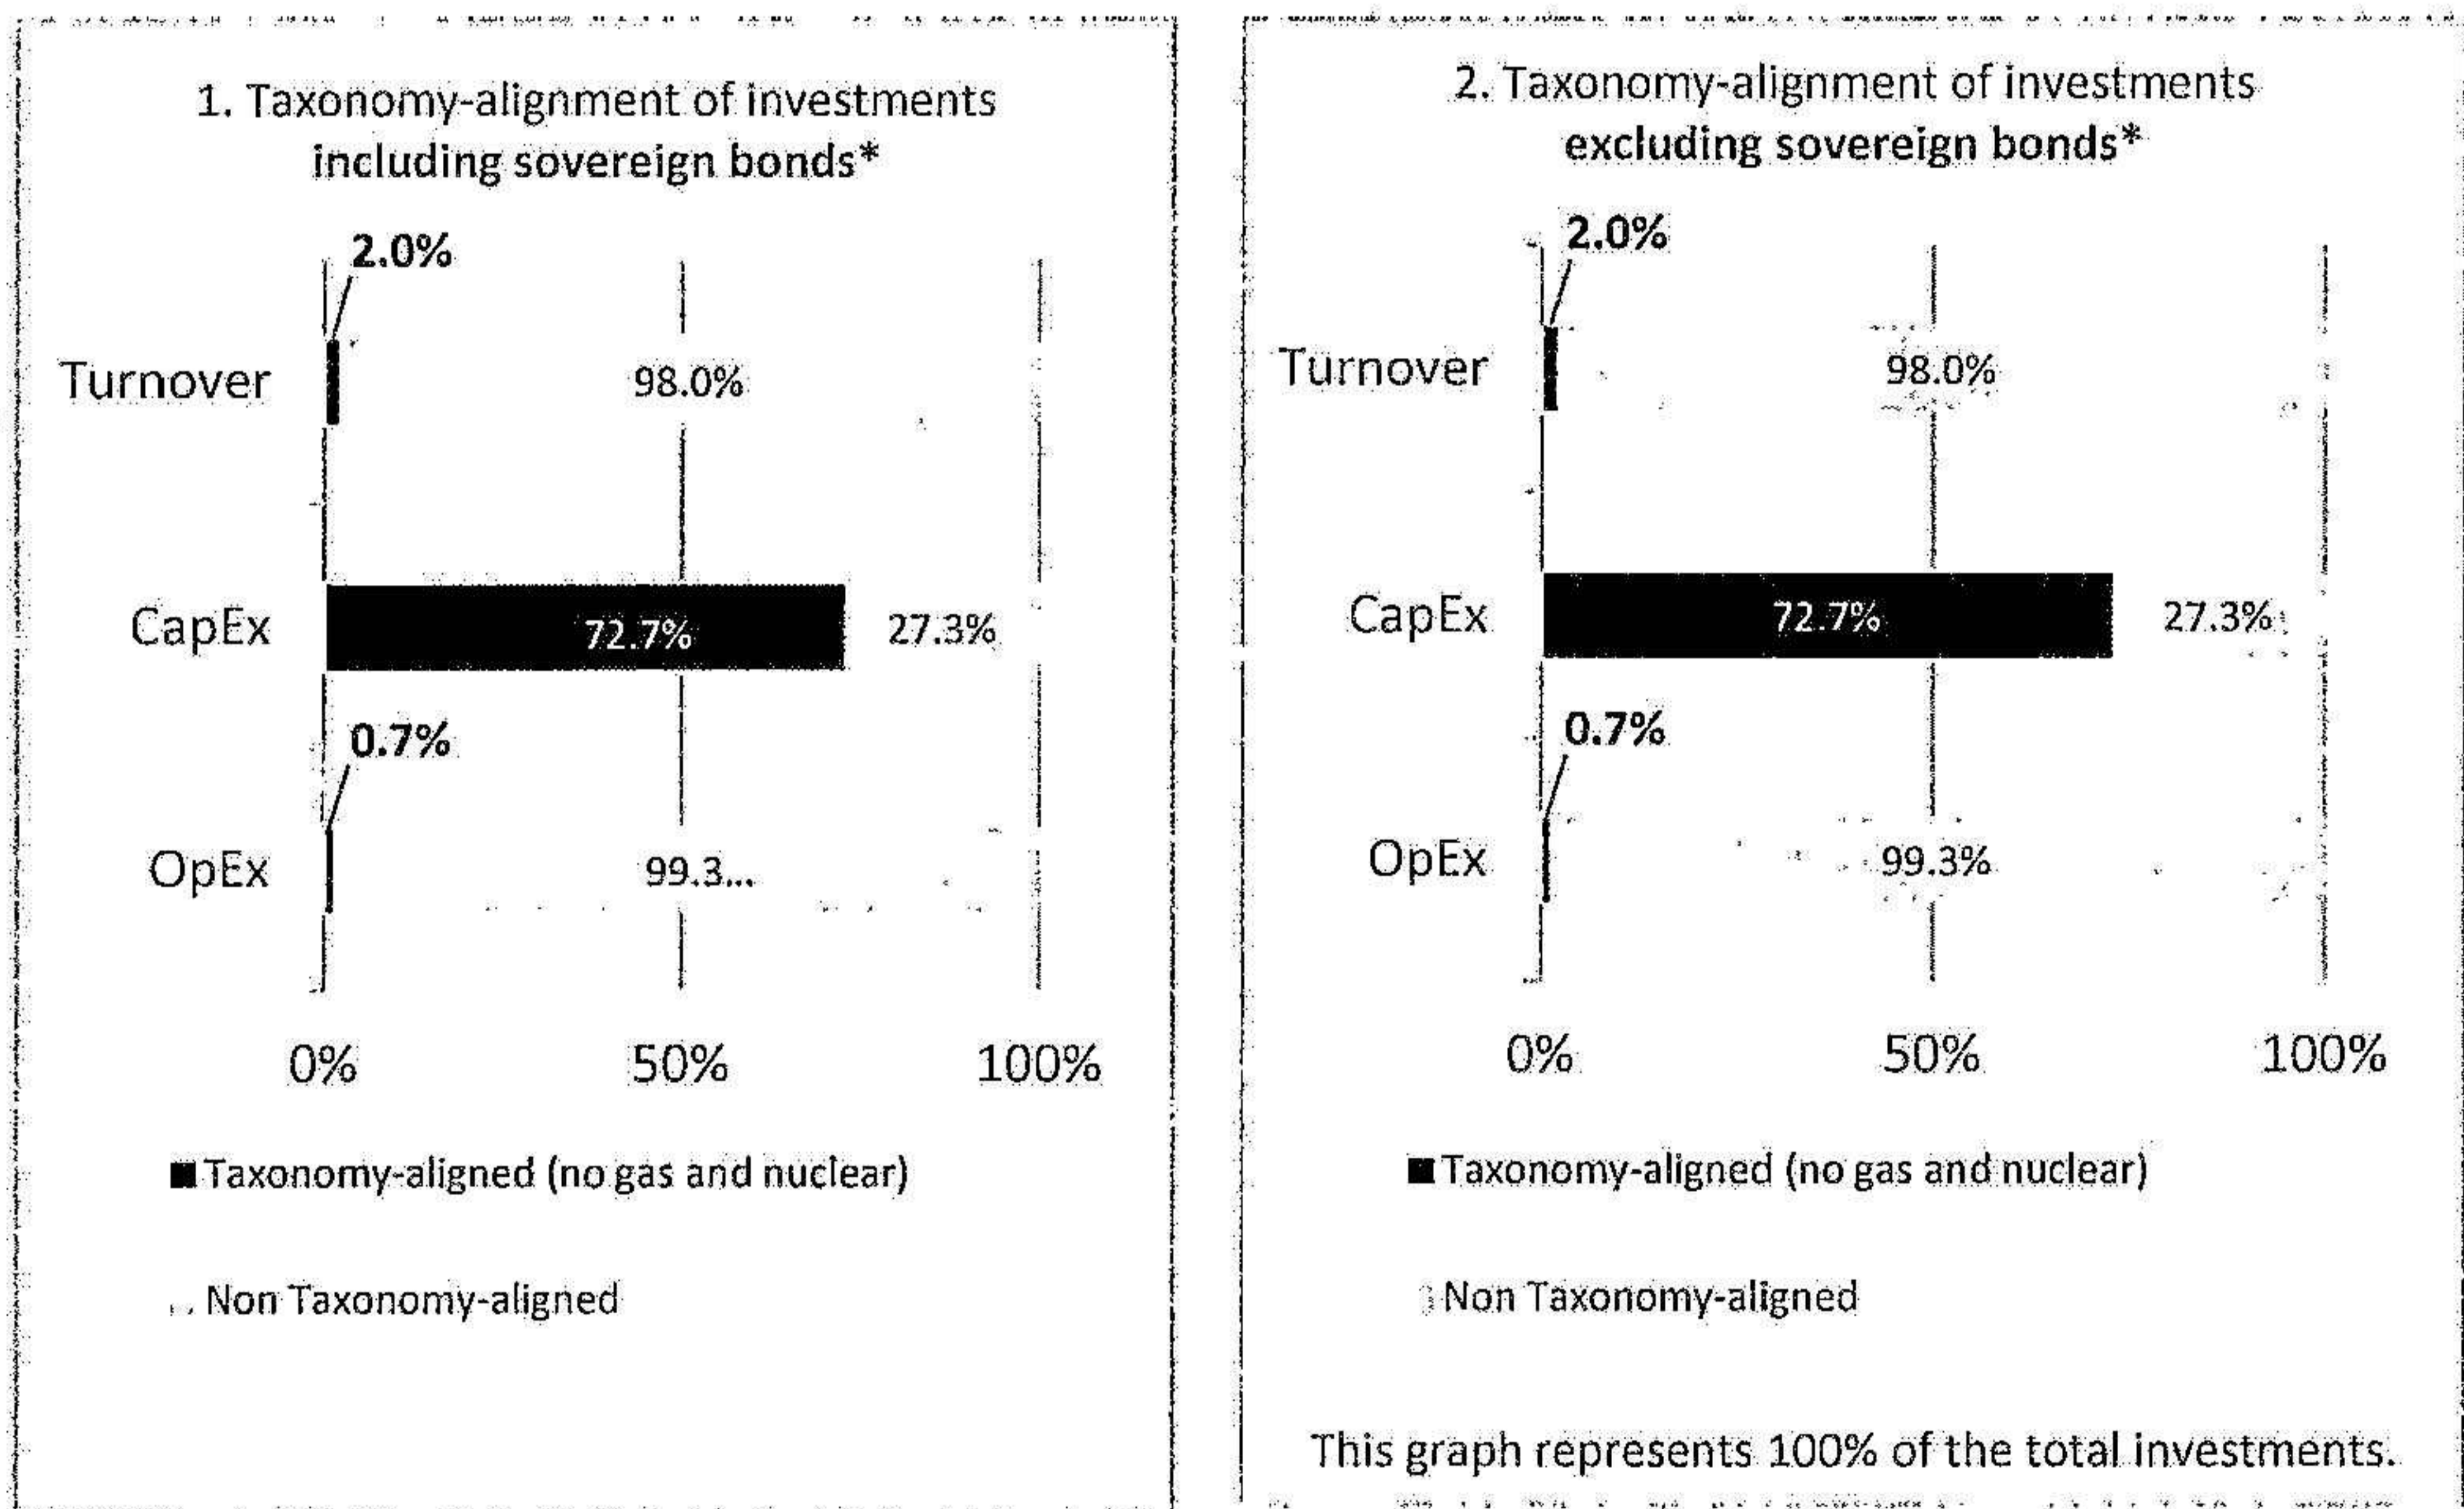 1. Taxonomy-alignment of investments
including sovereign bonds*
2.0%
Turnover
98.0%
CapEx
72.7%
27.3%
0.7%
OpEx
99.3...
0%
50%
100%
Taxonomy-aligned (no gas and nuclear)
Non Taxonomy-aligned
2. Taxonomy-alignment of investments
excluding sovereign bonds*
2.0%
Turnover
98.0%
CapEx
72.7%
27.3%
0.7%
OpEx
99.3%
0%
50%
100%
Taxonomy-aligned (no gas and nuclear)
Non Taxonomy-aligned
This graph represents 100% of the total investments.